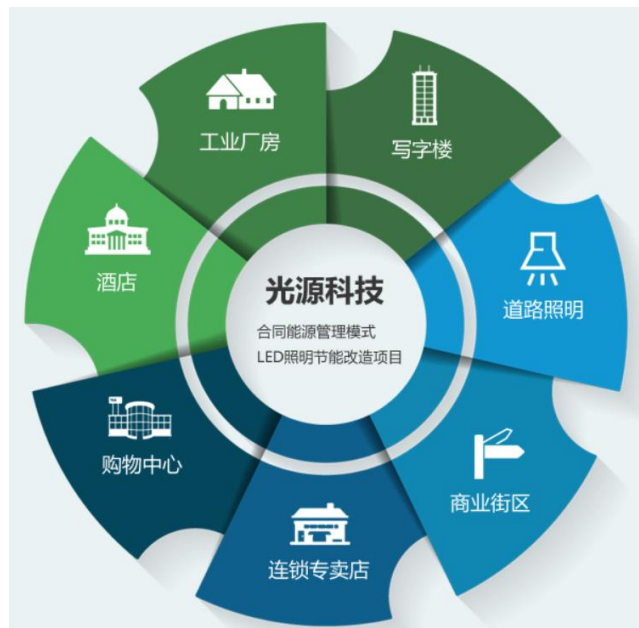 光源科技
合同能源管理模式
LED照明节能改造项目
工业厂房
写字楼
道路照明
商业街区
连锁专卖店
购物中心
酒店